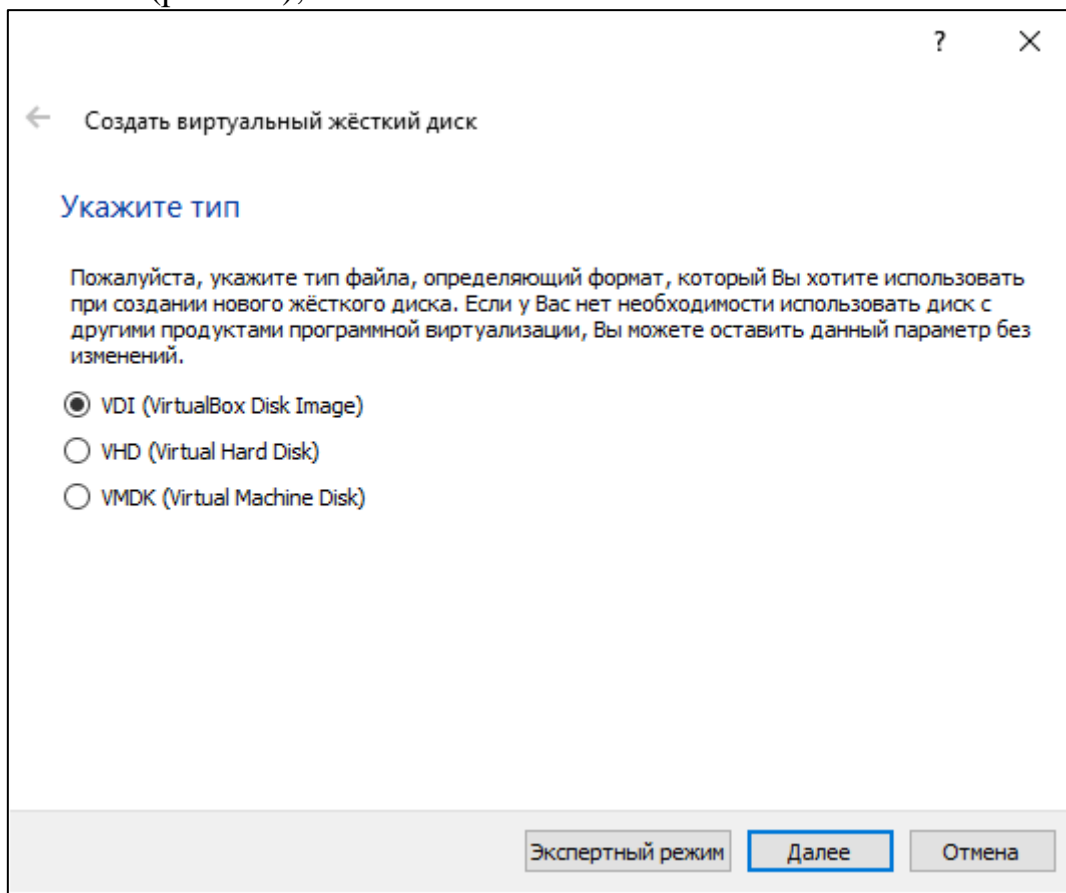 ?
Создать виртуальный жёсткий диск
Укажите тип
Пожалуйста, укажите тип файла, определяющий формат, который Вы хотите использовать
при создании нового жёсткого диска. Если у Вас нет необходимости использовать диск с
другими продуктами программной виртуализации, Вы можете оставить данный параметр без
изменений.
VDI (VirtualBox Disk Image)
VHD (Virtual Hard Disk)
VMDK (Virtual Machine Disk)
Экспертный режим Далее Отмена